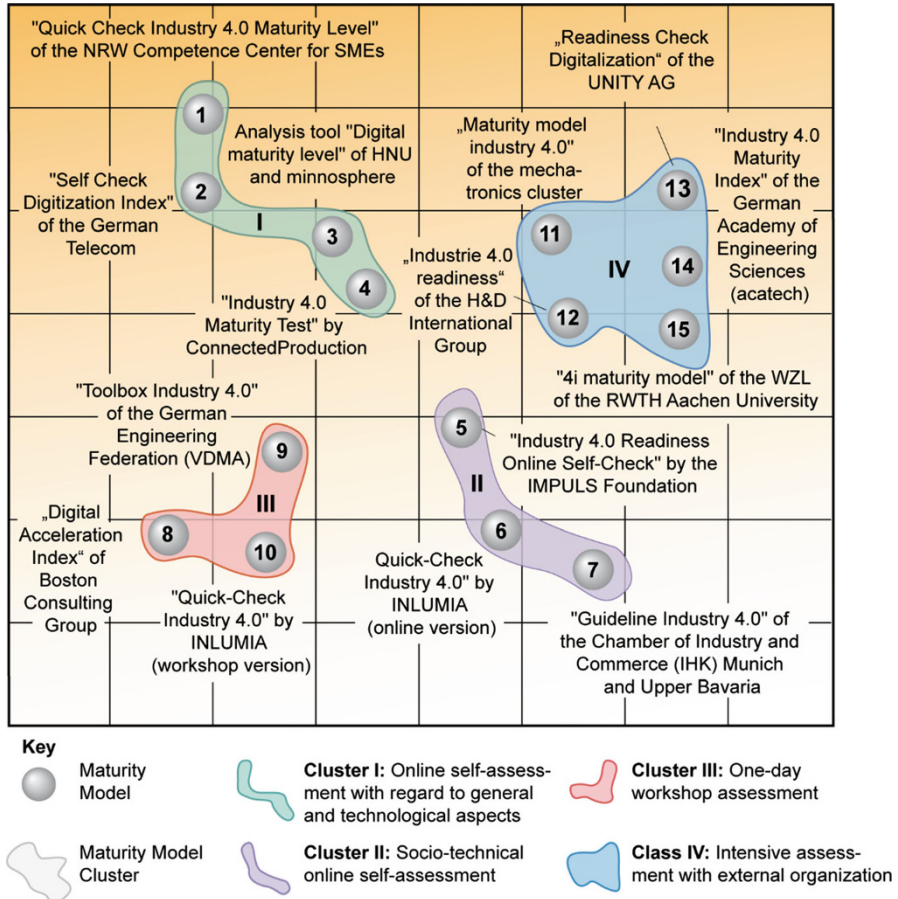 "Quick Check Industry 4.0 Maturity Level"
of the NRW Competence Center for SMEs
„Readiness Check
Digitalization“ of the
UNITY AG
1
Analysis tool "Digital
maturity level" of HNU
and minnosphere
„Maturity model
industry 4.0"
of the mecha-
tronics cluster
"Industry 4.0
Maturity
Index" of the
German
Academy of
Engineering
Sciences
(acatech)
"Self Check
Digitization Index"
of the German
Telecom
2
I
3
4
13
11
IV
14
12
15
„Industrie 4.0
readiness“
of the H&D
International
Group
"Industry 4.0
Maturity Test" by
ConnectedProduction
"4i maturity model" of the WZL
of the RWTH Aachen University
"Toolbox Industry 4.0"
of the German
Engineering
Federation (VDMA)
9
III
8
10
5
II
6
7
"Industry 4.0 Readiness
Online Self-Check" by the
IMPULS Foundation
„Digital
Acceleration
Index“ of
Boston
Consulting
Group
"Quick-Check
Industry 4.0" by
INLUMIA
(workshop version)
Quick-Check
Industry 4.0" by
INLUMIA
(online version)
"Guideline Industry 4.0" of
the Chamber of Industry and
Commerce (IHK) Munich
and Upper Bavaria
Key
Maturity
Model
Cluster I: Online self-assess-
ment with regard to general
and technological aspects
Cluster III: One-day
workshop assessment
Maturity Model
Cluster
Cluster II: Socio-technical
online self-assessment
Class IV: Intensive assess-
ment with external organization